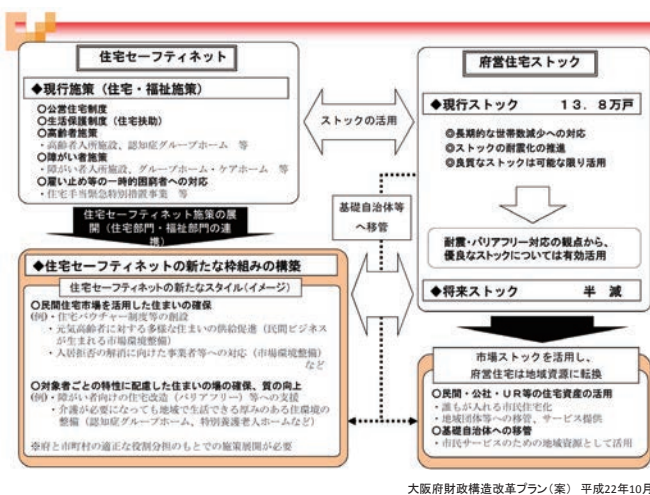 住宅セーフティネット
◆現行施策（住宅・福祉施策）
○公営住宅制度
○生活保護制度（住宅扶助）
○高齢者施策
・高齢者入所施設、認知症グループホーム　等
○障がい者施策
・障がい者入所施設、グループホーム・ケアホーム　等
○雇い止め等の一時的困窮者への対応
・住宅手当緊急特別措置事業　等
住宅セーフティネット施策の展
開（住宅部門・福祉部門の連
携）
◆住宅セーフティネットの新たな枠組みの構築
住宅セーフティネットの新たなスタイル（イメージ）
○民間住宅市場を活用した住まいの確保
(例)・住宅バウチャー制度等の創設
・元気高齢者に対する多様な住まいの供給促進（民間ビジネス
が生まれる市場環境整備）
・入居拒否の解消に向けた事業者等への対応（市場環境整備）
など
○対象者ごとの特性に配慮した住まいの場の確保、質の向上
(例)・障がい者向けの住宅改造（バリアフリー）等への支援
・介護が必要になっても地域で生活できる厚みのある住環境の
整備（認知症グループホーム、特別養護老人ホームなど）
※府と市町村の適正な役割分担のもとでの施策展開が必要
ストックの活用
基礎自治体等
へ移管
府営住宅ストック
◆現行ストック　１３．８万戸
◎長期的な世帯数減少への対応
◎ストックの耐震化の推進
◎良質なストックは可能な限り活用
耐震・バリアフリー対応の観点から、
優良なストックについては有効活用
◆将来ストック　半　減
市場ストックを活用し、
府営住宅は地域資源に転換
○民間・公社・ＵＲ等の住宅資産の活用
・誰もが入れる市民住宅化
・地域団体等への移管、サービス提供
○基礎自治体への移管
・市民サービスのための地域資源として活用
大阪府財政構造改革プラン（案）　平成22年10月